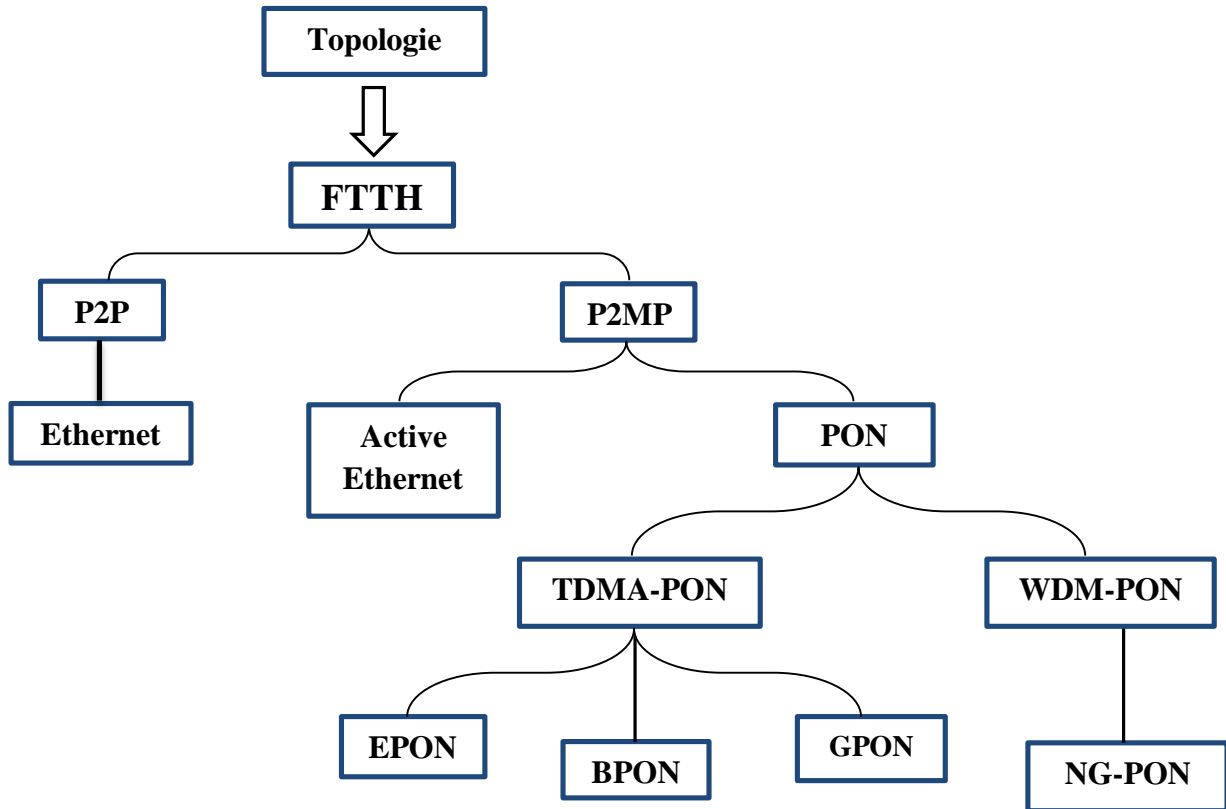 Topologie
FTTH
P2P
P2MP
Ethernet
Active
Ethernet
PON
TDMA-PON
WDM-PON
EPON
BPON
GPON
NG-PON